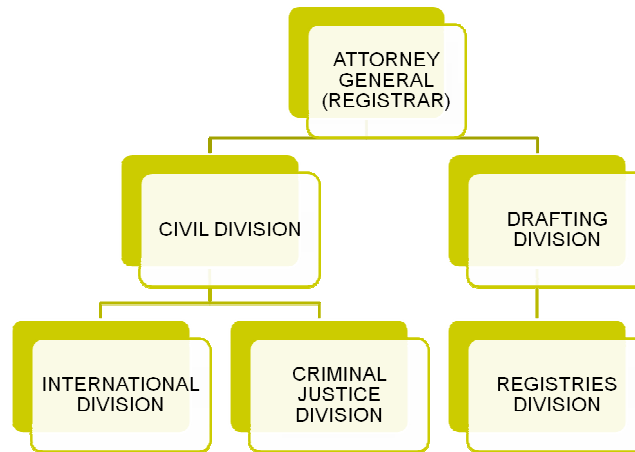 ATTORNEY
GENERAL
(REGISTRAR)
CIVIL DIVISION
DRAFTING
DIVISION
INTERNATIONAL
DIVISION
CRIMINAL
JUSTICE
DIVISION
REGISTRIES
DIVISION